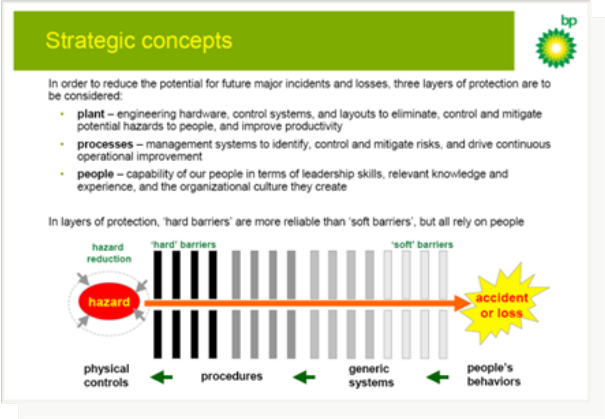 bp
Strategic concepts
In order to reduce the potential for future major incidents and losses, three layers of protection are to
be considered:
• plant – engineering hardware, control systems, and layouts to eliminate, control and mitigate
potential hazards to people, and improve productivity
• processes – management systems to identify, control and mitigate risks, and drive continuous
operational improvement
• people – capability of our people in terms of leadership skills, relevant knowledge and
experience, and the organizational culture they create
In layers of protection, 'hard barriers' are more reliable than 'soft barriers', but all rely on people
hazard
reduction
'hard' barriers
'soft' barriers
hazard
accident
or loss
physical
controls
procedures
generic
systems
people's
behaviors